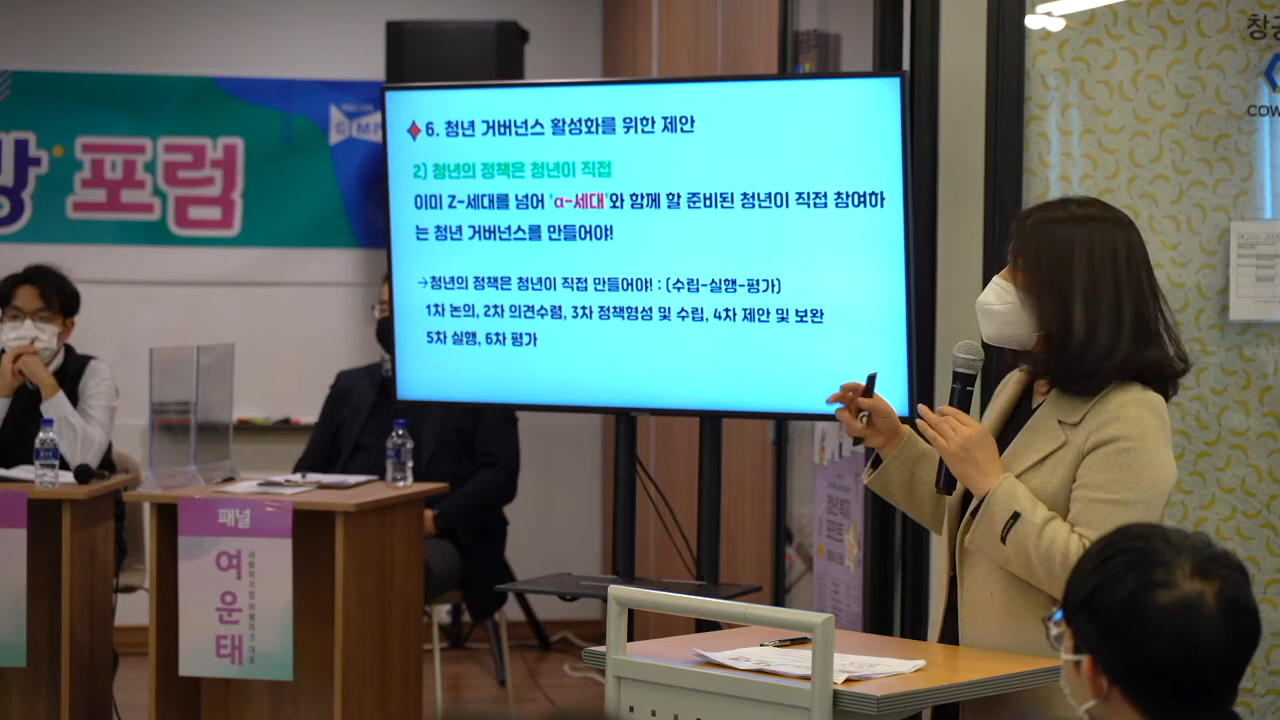 포럼
6. 청년 거버넌스 활성화를 위한 제안
2) 청년의 정책은 청년이 직접
이미 Z-세대를 넘어 'α-세대'와 함께 할 준비된 청년이 직접 참여하
는 청년 거버넌스를 만들어야!
→청년의 정책은 청년이 직접 만들어야! : (수립-실행-평가)
1차 논의, 2차 의견수렴, 3차 정책형성 및 수립, 4차 제안 및 보완
5차 실행, 6차 평가
패널
여운태
창
COW